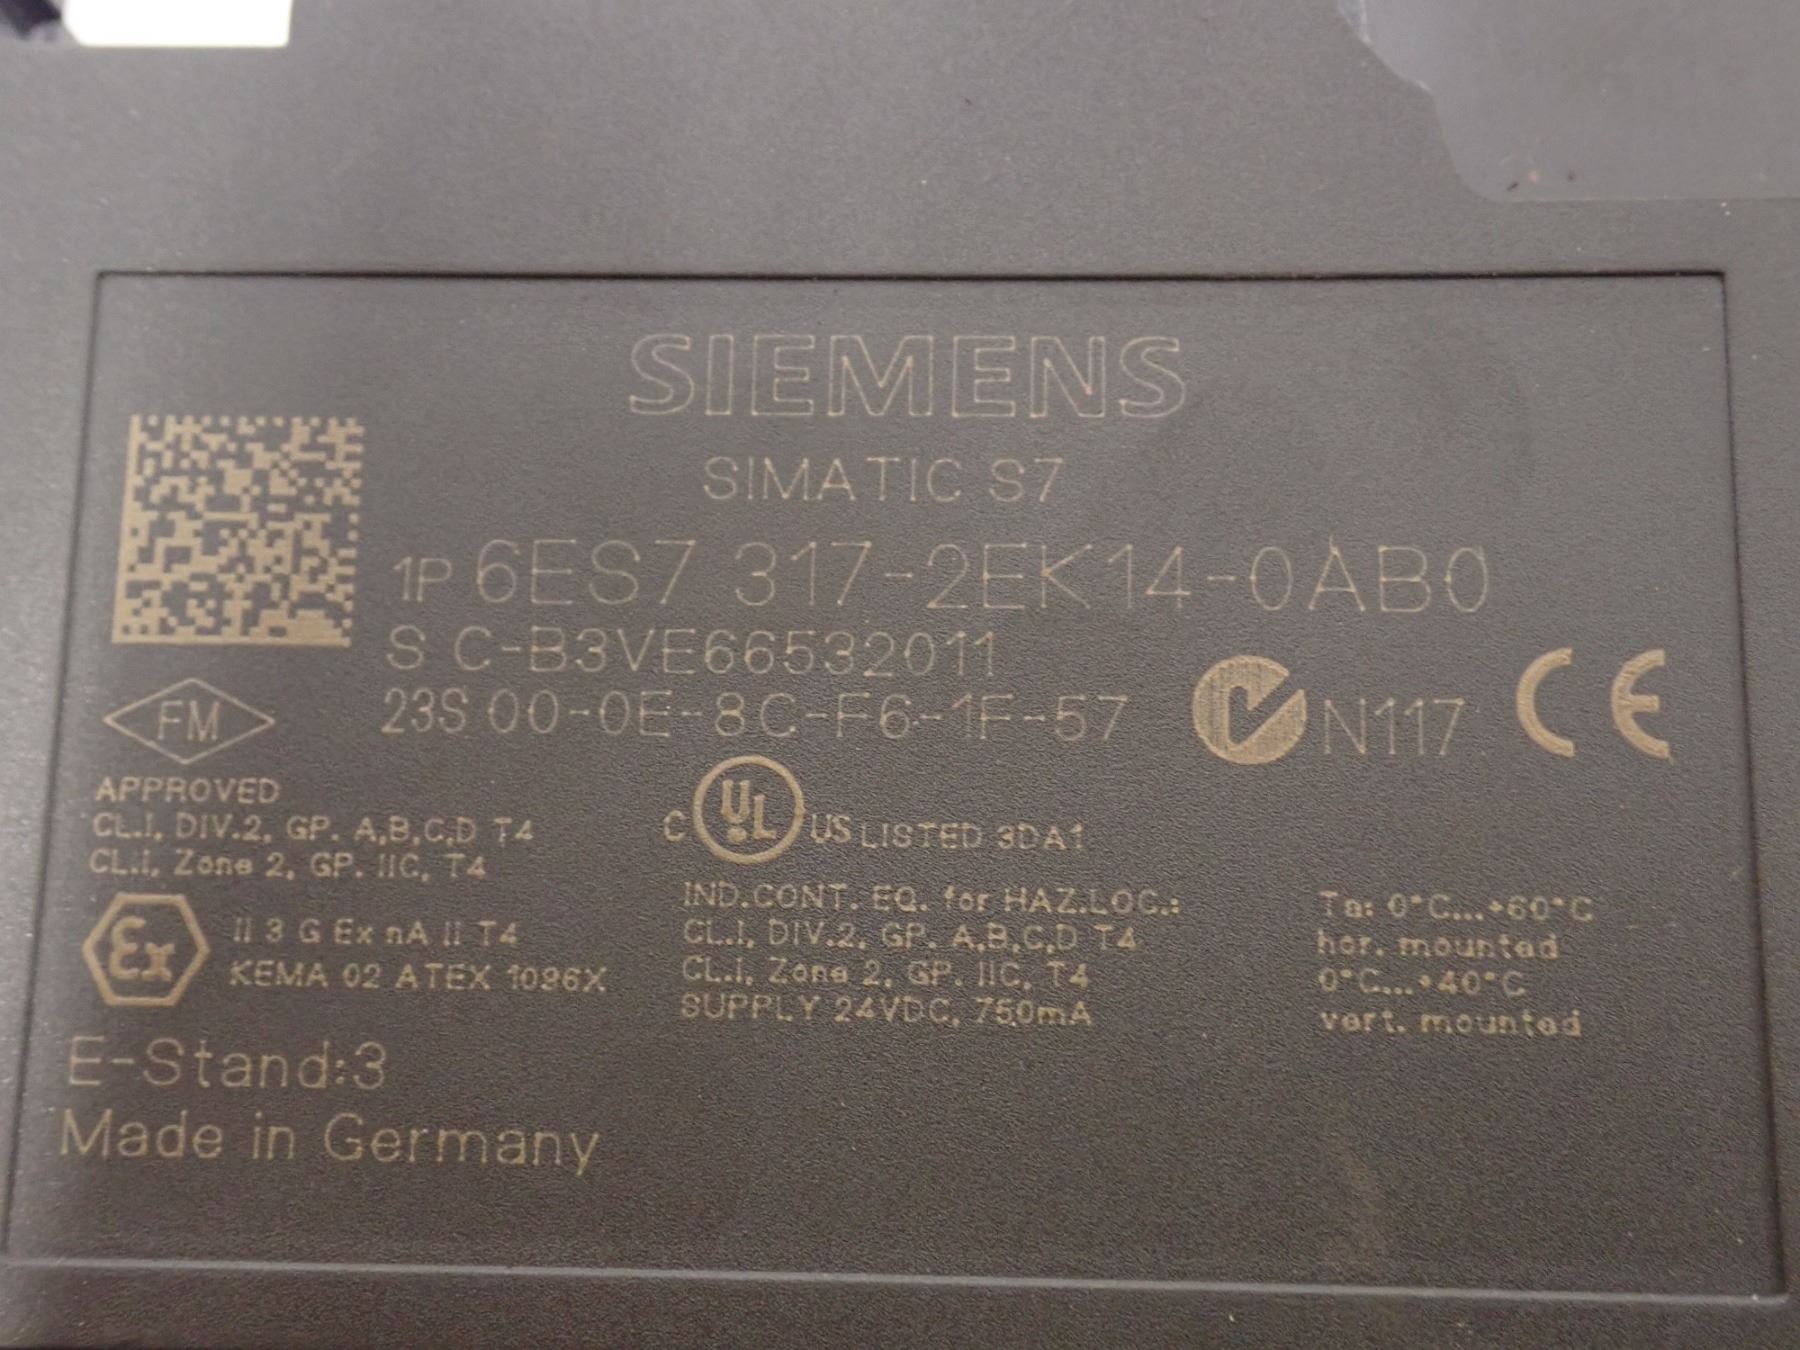 SIEMENS
SIMATIC S7
1P 6ES7 317-2EK14-0AB0
S C-B3VE66532011
23S 00-0E-8C-F6-1F-57
N117 CE
FM
APPROVED
CL.I, DIV.2, GP. A,B,C,D T4
CL.I, Zone 2, GP. IIC, T4
C UL US LISTED 3DA1
IND.CONT. EQ. for HAZ.LOC.:
CL.I, DIV.2, GP. A,B,C,D T4
CL.I, Zone 2, GP. IIC, T4
SUPPLY 24VDC, 750mA
Ta: 0°C...+60°C
hor. mounted
0°C...+40°C
vert. mounted
Ex II 3 G Ex nA II T4
KEMA 02 ATEX 1096X
E-Stand:3
Made in Germany